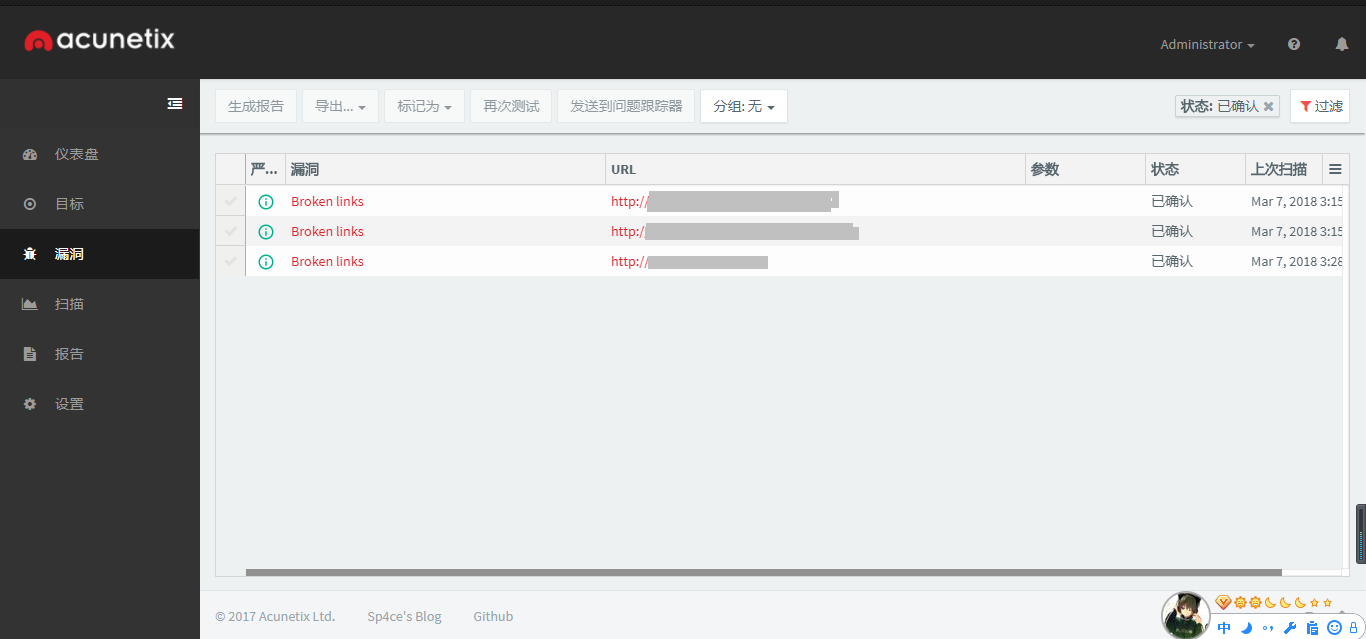 acunetix
Administrator
生成报告 导出... 标记为 再次测试 发送到问题跟踪器 分组: 无 状态: 已确认 过滤
仪表盘
目标
漏洞
扫描
报告
设置
严... 漏洞 URL 参数 状态 上次扫描
Broken links http:/ 已确认 Mar 7, 2018 3:15
Broken links http:/ 已确认 Mar 7, 2018 3:15
Broken links http:// 已确认 Mar 7, 2018 3:28
© 2017 Acunetix Ltd. Sp4ce's Blog Github
中